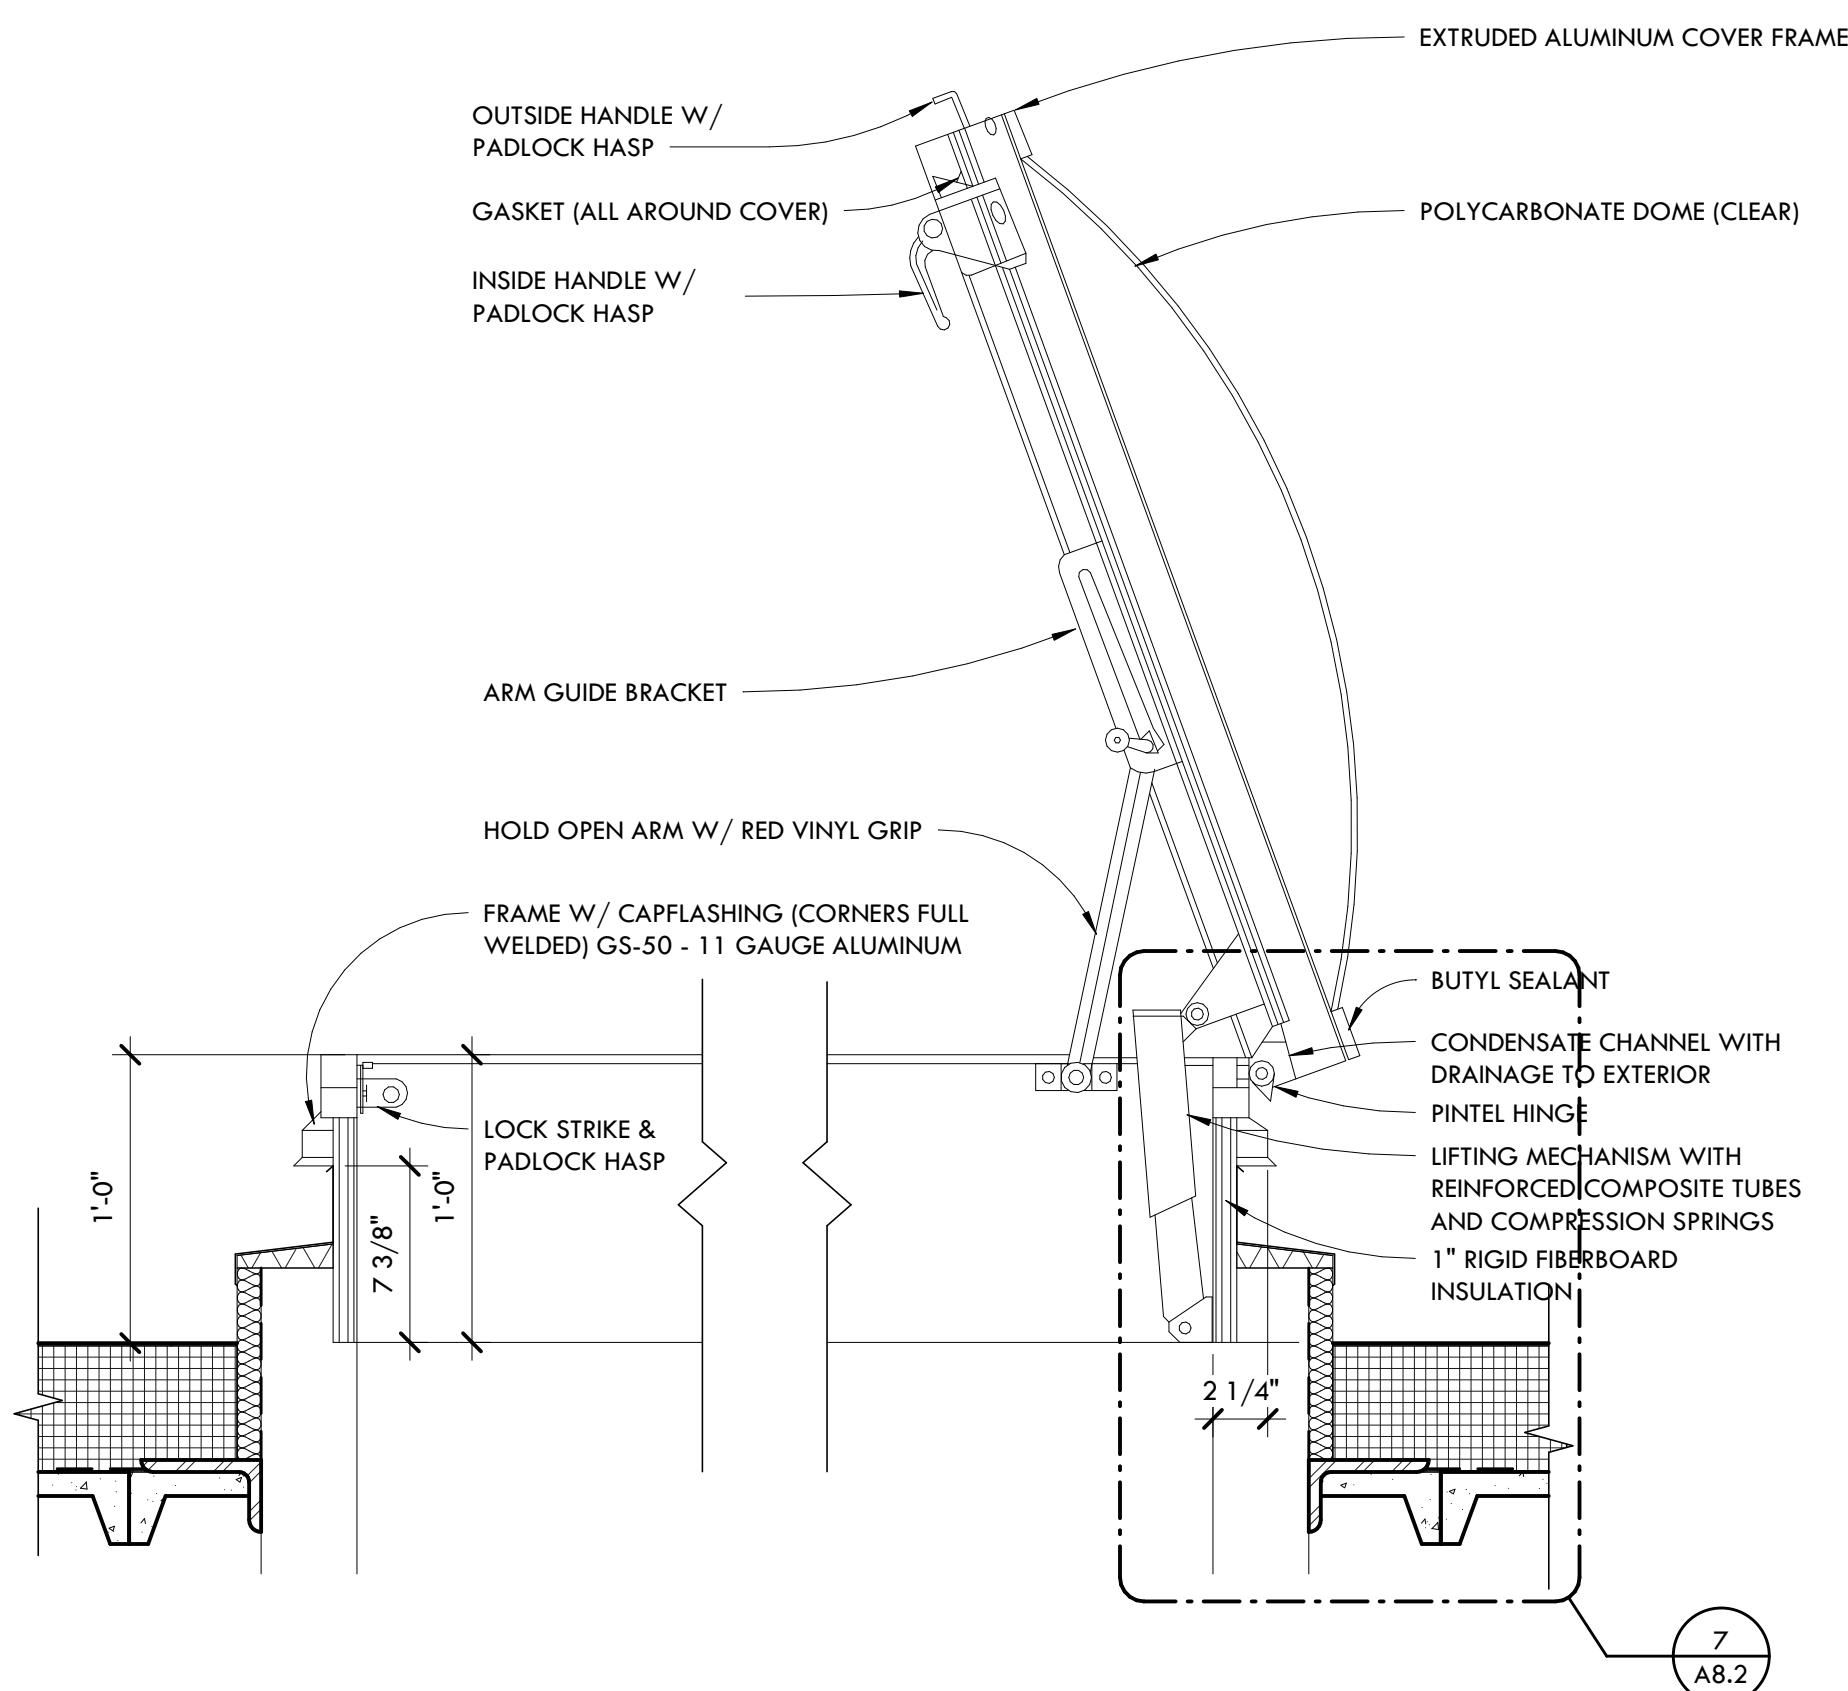 EXTRUDED ALUMINUM COVER FRAME
OUTSIDE HANDLE W/
PADLOCK HASP
GASKET (ALL AROUND COVER)
POLYCARBONATE DOME (CLEAR)
INSIDE HANDLE W/
PADLOCK HASP
ARM GUIDE BRACKET
HOLD OPEN ARM W/ RED VINYL GRIP
FRAME W/ CAPFLASHING (CORNERS FULL
WELDED) GS-50 - 11 GAUGE ALUMINUM
BUTYL SEALANT
CONDENSATE CHANNEL WITH
DRAINAGE TO EXTERIOR
PINTEL HINGE
LOCK STRIKE &
PADLOCK HASP
LIFTING MECHANISM WITH
REINFORCED COMPOSITE TUBES
AND COMPRESSION SPRINGS
1" RIGID FIBERBOARD
INSULATION
1'-0"
7 3/8"
1'-0"
2 1/4"
7
A8.2